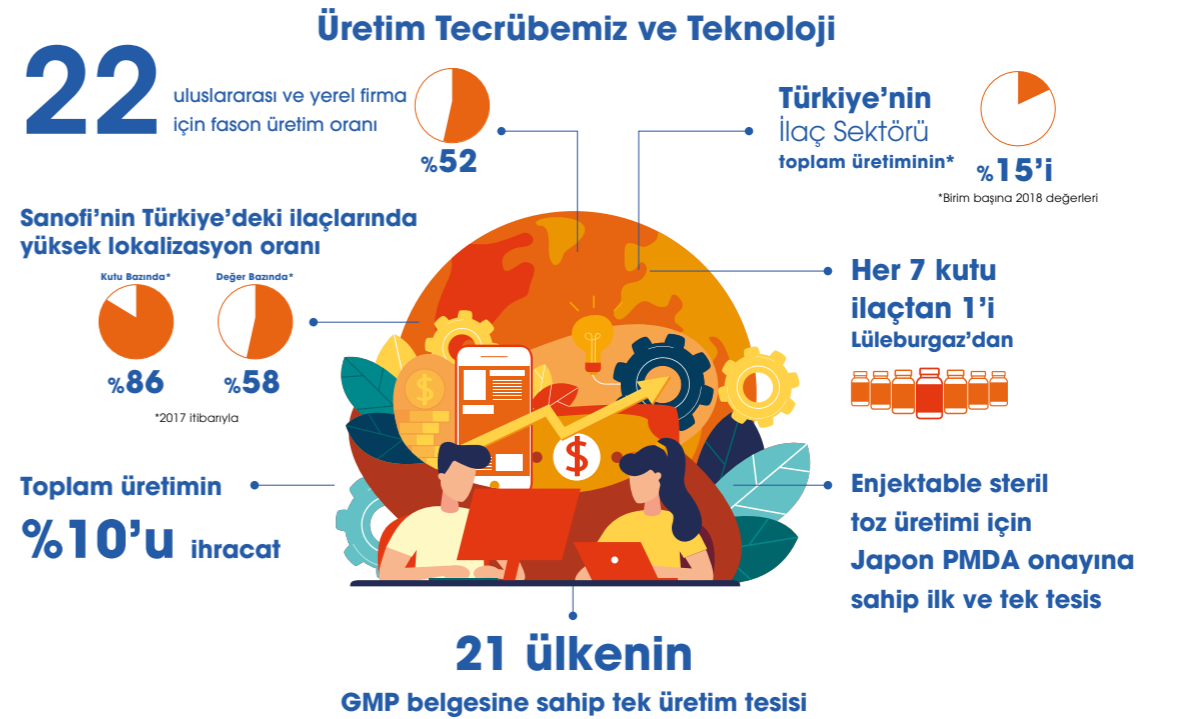 Üretim Tecrübemiz ve Teknoloji
22
uluslararası ve yerel firma
için fason üretim oranı
%52
Türkiye’nin
İlaç Sektörü
toplam üretiminin*
%15’i
*Birim başına 2018 değerleri
Sanofi’nin Türkiye’deki ilaçlarında
yüksek lokalizasyon oranı
Kutu Bazında*
%86
Değer Bazında*
%58
*2017 itibarıyla
Her 7 kutu
ilaçtan 1’i
Lüleburgaz’dan
$
$
Toplam üretimin
%10’u ihracat
Enjektable steril
toz üretimi için
Japon PMDA onayına
sahip ilk ve tek tesis
21 ülkenin
GMP belgesine sahip tek üretim tesisi